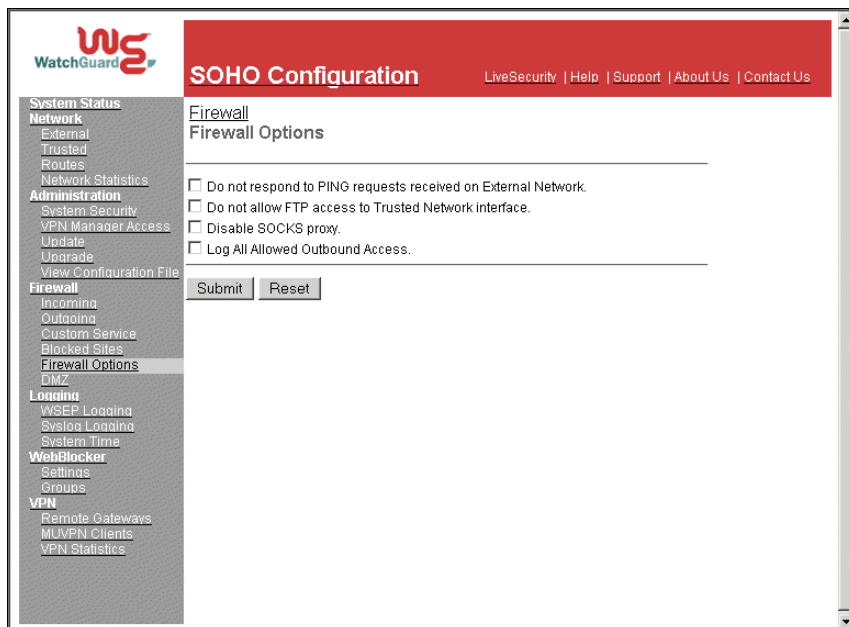 WatchGuard
SOHO Configuration
LiveSecurity | Help | Support | About Us | Contact Us
System Status
Network
External
Trusted
Routes
Network Statistics
Administration
System Security
VPN Manager Access
Update
Upgrade
View Configuration File
Firewall
Incoming
Outgoing
Custom Service
Blocked Sites
Firewall Options
DMZ
Logging
WSEP Logging
Syslog Logging
System Time
WebBlocker
Settings
Groups
VPN
Remote Gateways
MUVPN Clients
VPN Statistics
Firewall
Firewall Options
Do not respond to PING requests received on External Network.
Do not allow FTP access to Trusted Network interface.
Disable SOCKS proxy.
Log All Allowed Outbound Access.
Submit Reset